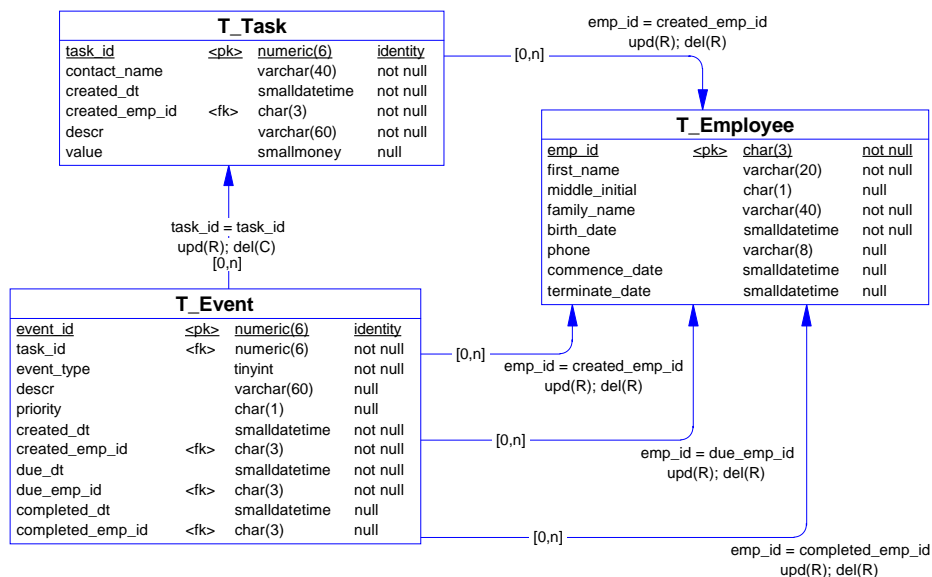 T_Task
task_id <pk> numeric(6) identity
contact_name varchar(40) not null
created_dt smalldatetime not null
created_emp_id <fk> char(3) not null
descr varchar(60) not null
value smallmoney null
emp_id = created_emp_id
upd(R); del(R)
[0,n]
T_Employee
emp_id <pk> char(3) not null
first_name varchar(20) not null
middle_initial char(1) null
family_name varchar(40) not null
birth_date smalldatetime not null
phone varchar(8) null
commence_date smalldatetime null
terminate_date smalldatetime null
task_id = task_id
upd(R); del(C)
[0,n]
T_Event
event_id <pk> numeric(6) identity
task_id <fk> numeric(6) not null
event_type tinyint not null
descr varchar(60) null
priority char(1) null
created_dt smalldatetime not null
created_emp_id <fk> char(3) not null
due_dt smalldatetime not null
due_emp_id <fk> char(3) not null
completed_dt smalldatetime null
completed_emp_id <fk> char(3) null
[0,n]
emp_id = created_emp_id
upd(R); del(R)
[0,n]
emp_id = due_emp_id
upd(R); del(R)
[0,n]
emp_id = completed_emp_id
upd(R); del(R)